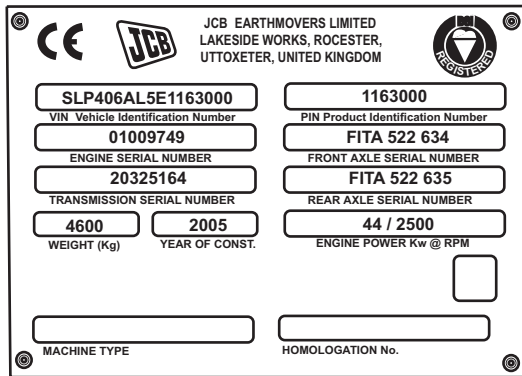 JCB EARTHMOVERS LIMITED
LAKESIDE WORKS, ROCESTER,
UTTOXETER, UNITED KINGDOM
CE
JCB
REGISTERED
SLP406AL5E1163000
VIN Vehicle Identification Number
1163000
PIN Product Identification Number
01009749
ENGINE SERIAL NUMBER
FITA 522 634
FRONT AXLE SERIAL NUMBER
20325164
TRANSMISSION SERIAL NUMBER
FITA 522 635
REAR AXLE SERIAL NUMBER
4600
WEIGHT (Kg)
2005
YEAR OF CONST.
44 / 2500
ENGINE POWER Kw @ RPM
MACHINE TYPE
HOMOLOGATION No.